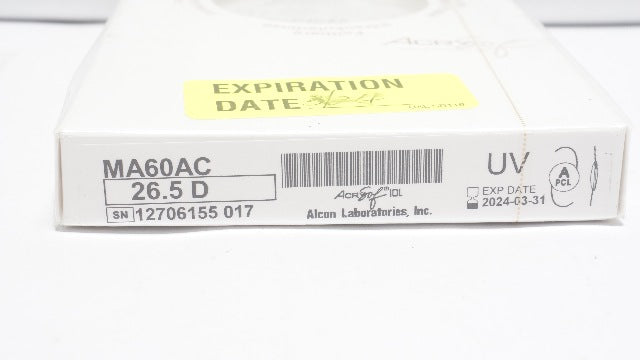 AcrySof
EXPIRATION
DATE
MA60AC
26.5 D
SN 12706155 017
AcrySof™ IOL
Alcon Laboratories, Inc.
UV
EXP DATE
2024-03-31
A
PCL